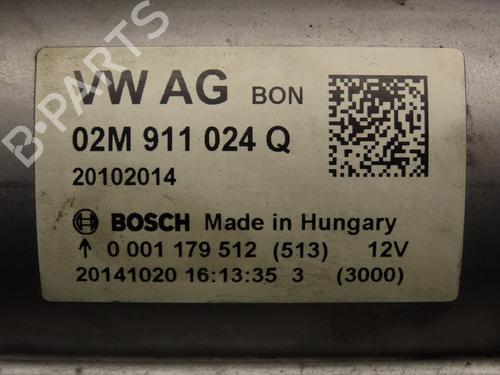 VW AG BON
02M 911 024 Q
20102014
BOSCH Made in Hungary
↑ 0 001 179 512 (513) 12V
20141020 16:13:35 3 (3000)
B-PARTS